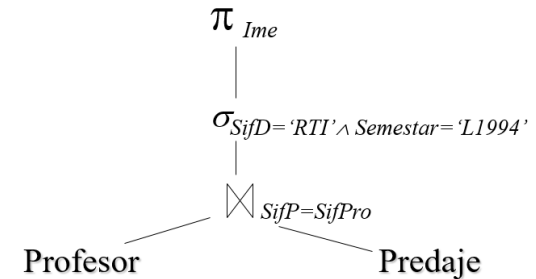 π Ime
σSifD=‘RTI’∧ Semestar=‘L1994’
⋈ SifP=SifPro
Profesor Predaje